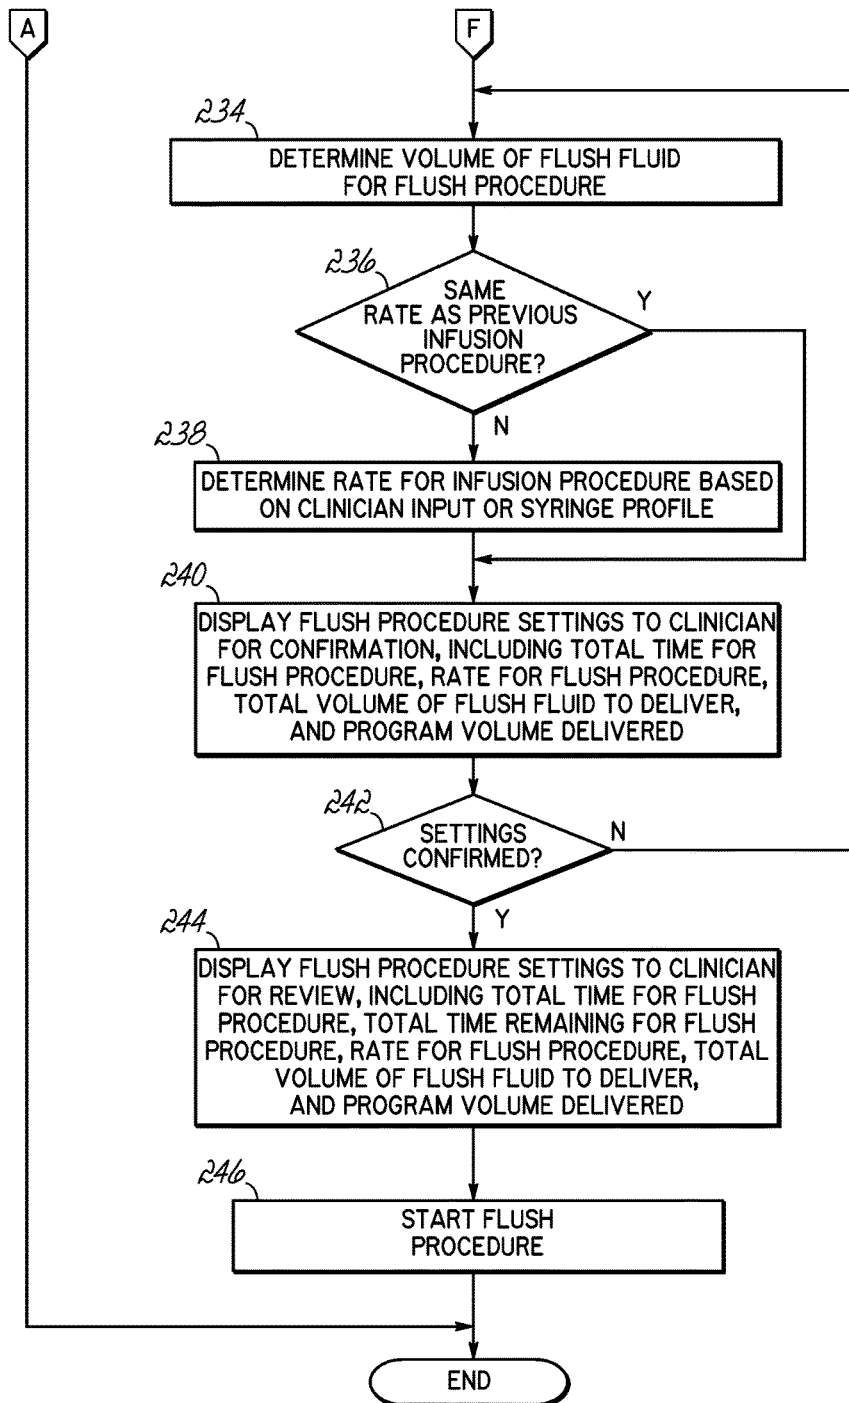 A
F
234
DETERMINE VOLUME OF FLUSH FLUID
FOR FLUSH PROCEDURE
236
SAME
RATE AS PREVIOUS
INFUSION
PROCEDURE?
Y
N
238
DETERMINE RATE FOR INFUSION PROCEDURE BASED
ON CLINICIAN INPUT OR SYRINGE PROFILE
240
DISPLAY FLUSH PROCEDURE SETTINGS TO CLINICIAN
FOR CONFIRMATION, INCLUDING TOTAL TIME FOR
FLUSH PROCEDURE, RATE FOR FLUSH PROCEDURE,
TOTAL VOLUME OF FLUSH FLUID TO DELIVER,
AND PROGRAM VOLUME DELIVERED
242
SETTINGS
CONFIRMED?
N
Y
244
DISPLAY FLUSH PROCEDURE SETTINGS TO CLINICIAN
FOR REVIEW, INCLUDING TOTAL TIME FOR FLUSH
PROCEDURE, TOTAL TIME REMAINING FOR FLUSH
PROCEDURE, RATE FOR FLUSH PROCEDURE, TOTAL
VOLUME OF FLUSH FLUID TO DELIVER,
AND PROGRAM VOLUME DELIVERED
246
START FLUSH
PROCEDURE
END